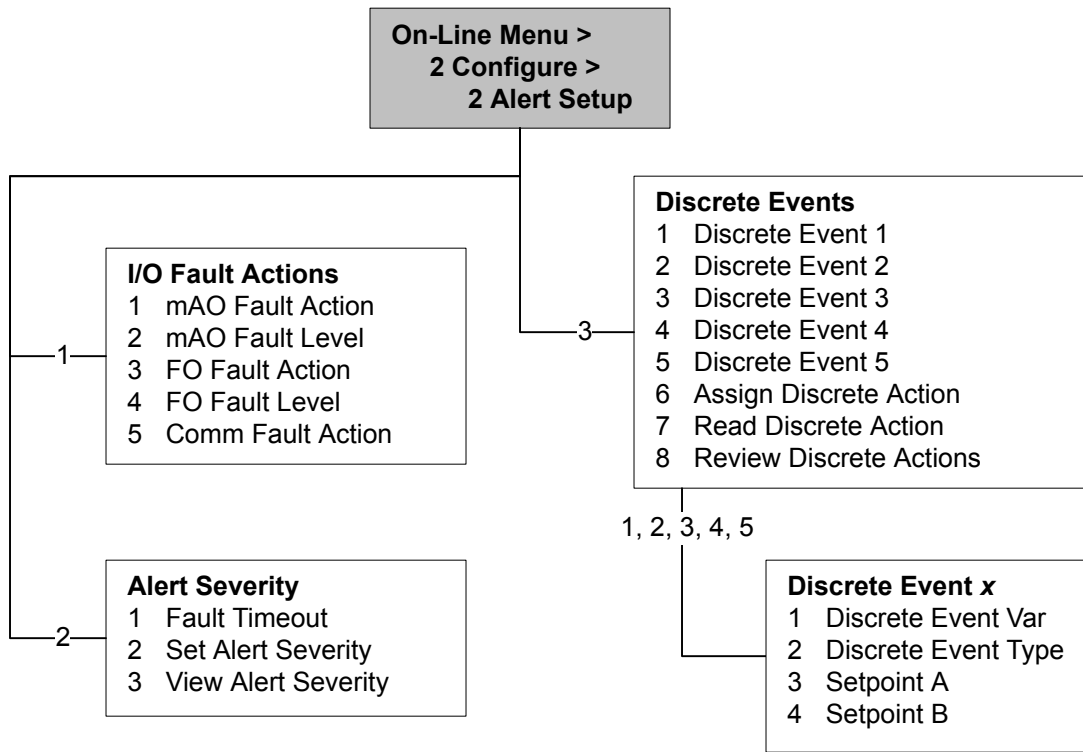 On-Line Menu >
2 Configure >
2 Alert Setup
1
I/O Fault Actions
1 mAO Fault Action
2 mAO Fault Level
3 FO Fault Action
4 FO Fault Level
5 Comm Fault Action
2
Alert Severity
1 Fault Timeout
2 Set Alert Severity
3 View Alert Severity
3
Discrete Events
1 Discrete Event 1
2 Discrete Event 2
3 Discrete Event 3
4 Discrete Event 4
5 Discrete Event 5
6 Assign Discrete Action
7 Read Discrete Action
8 Review Discrete Actions
1, 2, 3, 4, 5
Discrete Event x
1 Discrete Event Var
2 Discrete Event Type
3 Setpoint A
4 Setpoint B